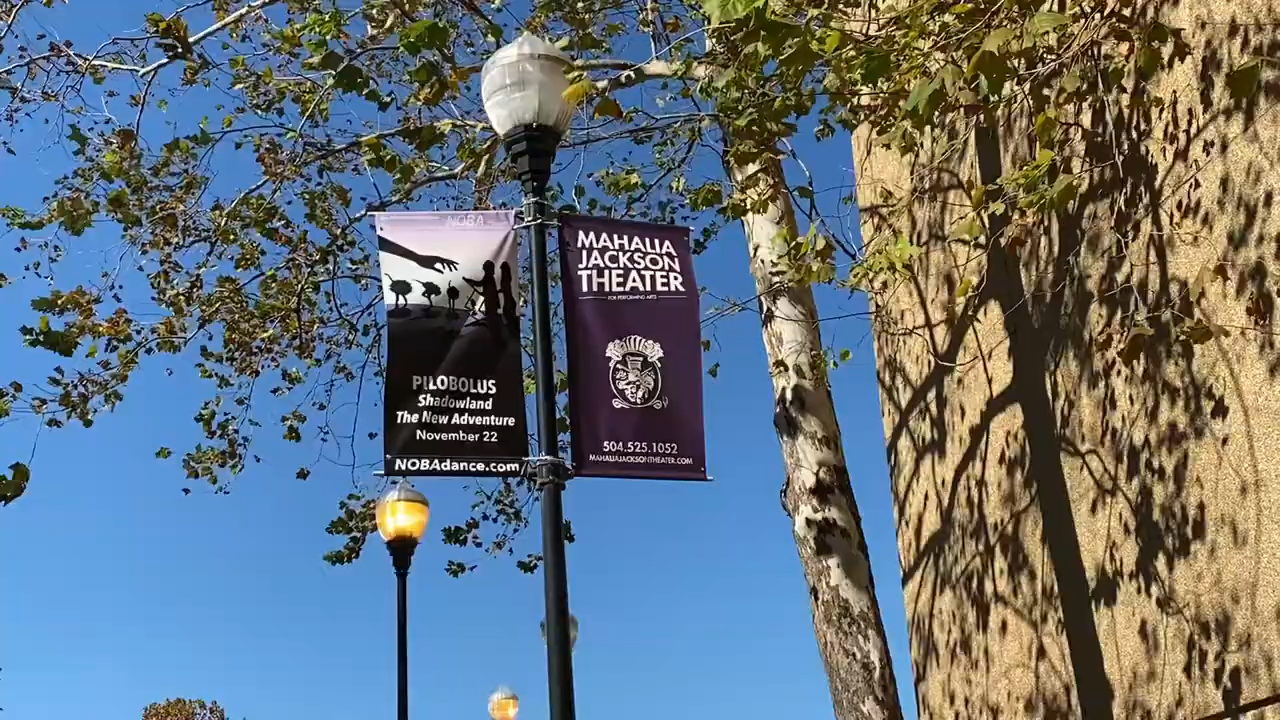 NOBA
PILOBOLUS
Shadowland
The New Adventure
November 22
NOBAdance.com
MAHALIA
JACKSON
THEATER
FOR PERFORMING ARTS
504.525.1052
MAHALIAJACKSONTHEATER.COM